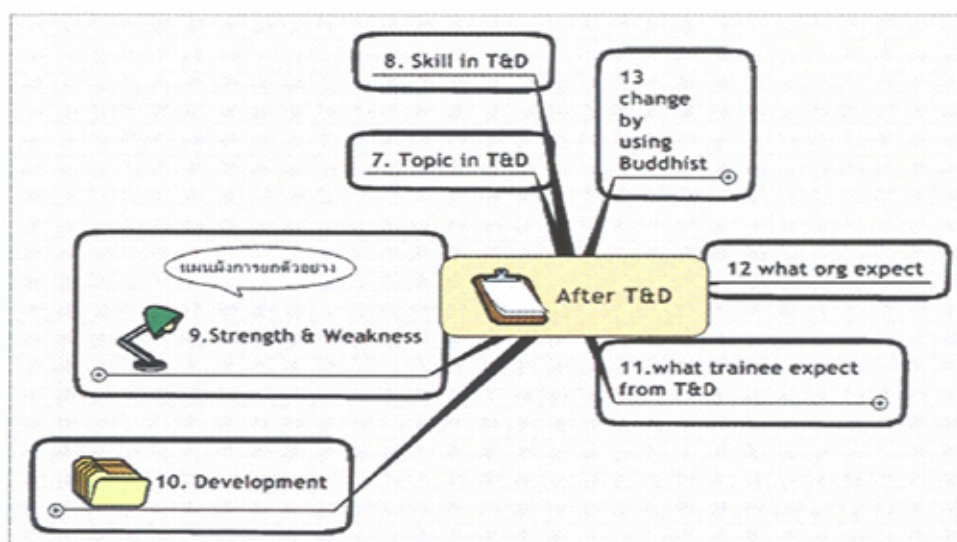 8. Skill in T&D
7. Topic in T&D
13
change
by
using
Buddhist
แผนผังการยกตัวอย่าง
9.Strength & Weakness
After T&D
12 what org expect
11.what trainee expect
from T&D
10. Development